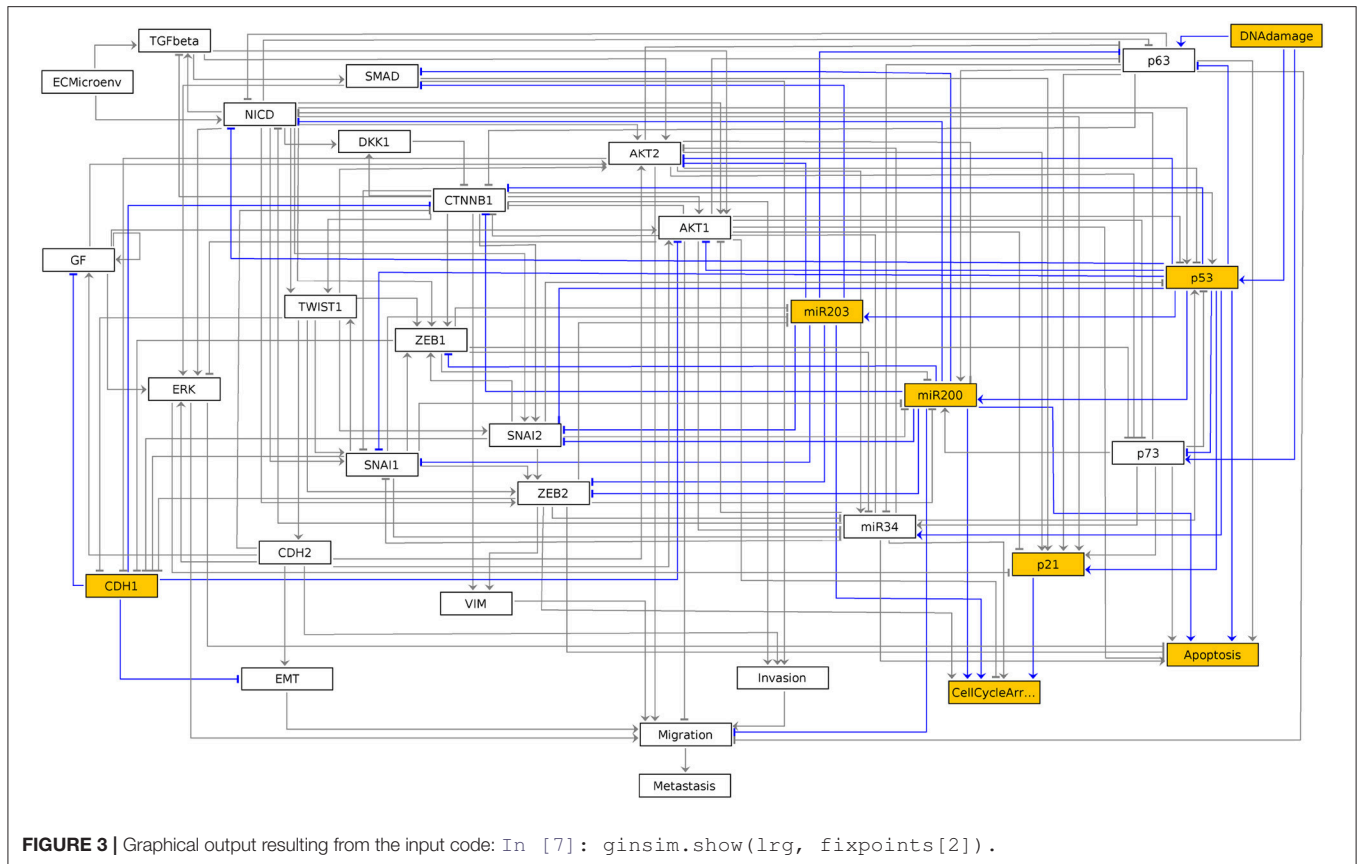 TGFbeta
DNAdamage
p63
ECMicroenv
SMAD
NICD
DKK1
AKT2
CTNNB1
AKT1
GF
p53
TWIST1
miR203
ZEB1
ERK
miR200
SNAI2
SNAI1
p73
ZEB2
miR34
CDH2
p21
CDH1
VIM
Apoptosis
EMT
Invasion
CellCycleArr...
Migration
Metastasis
FIGURE 3 | Graphical output resulting from the input code: In [7]: ginsim.show(lrg, fixpoints[2]).